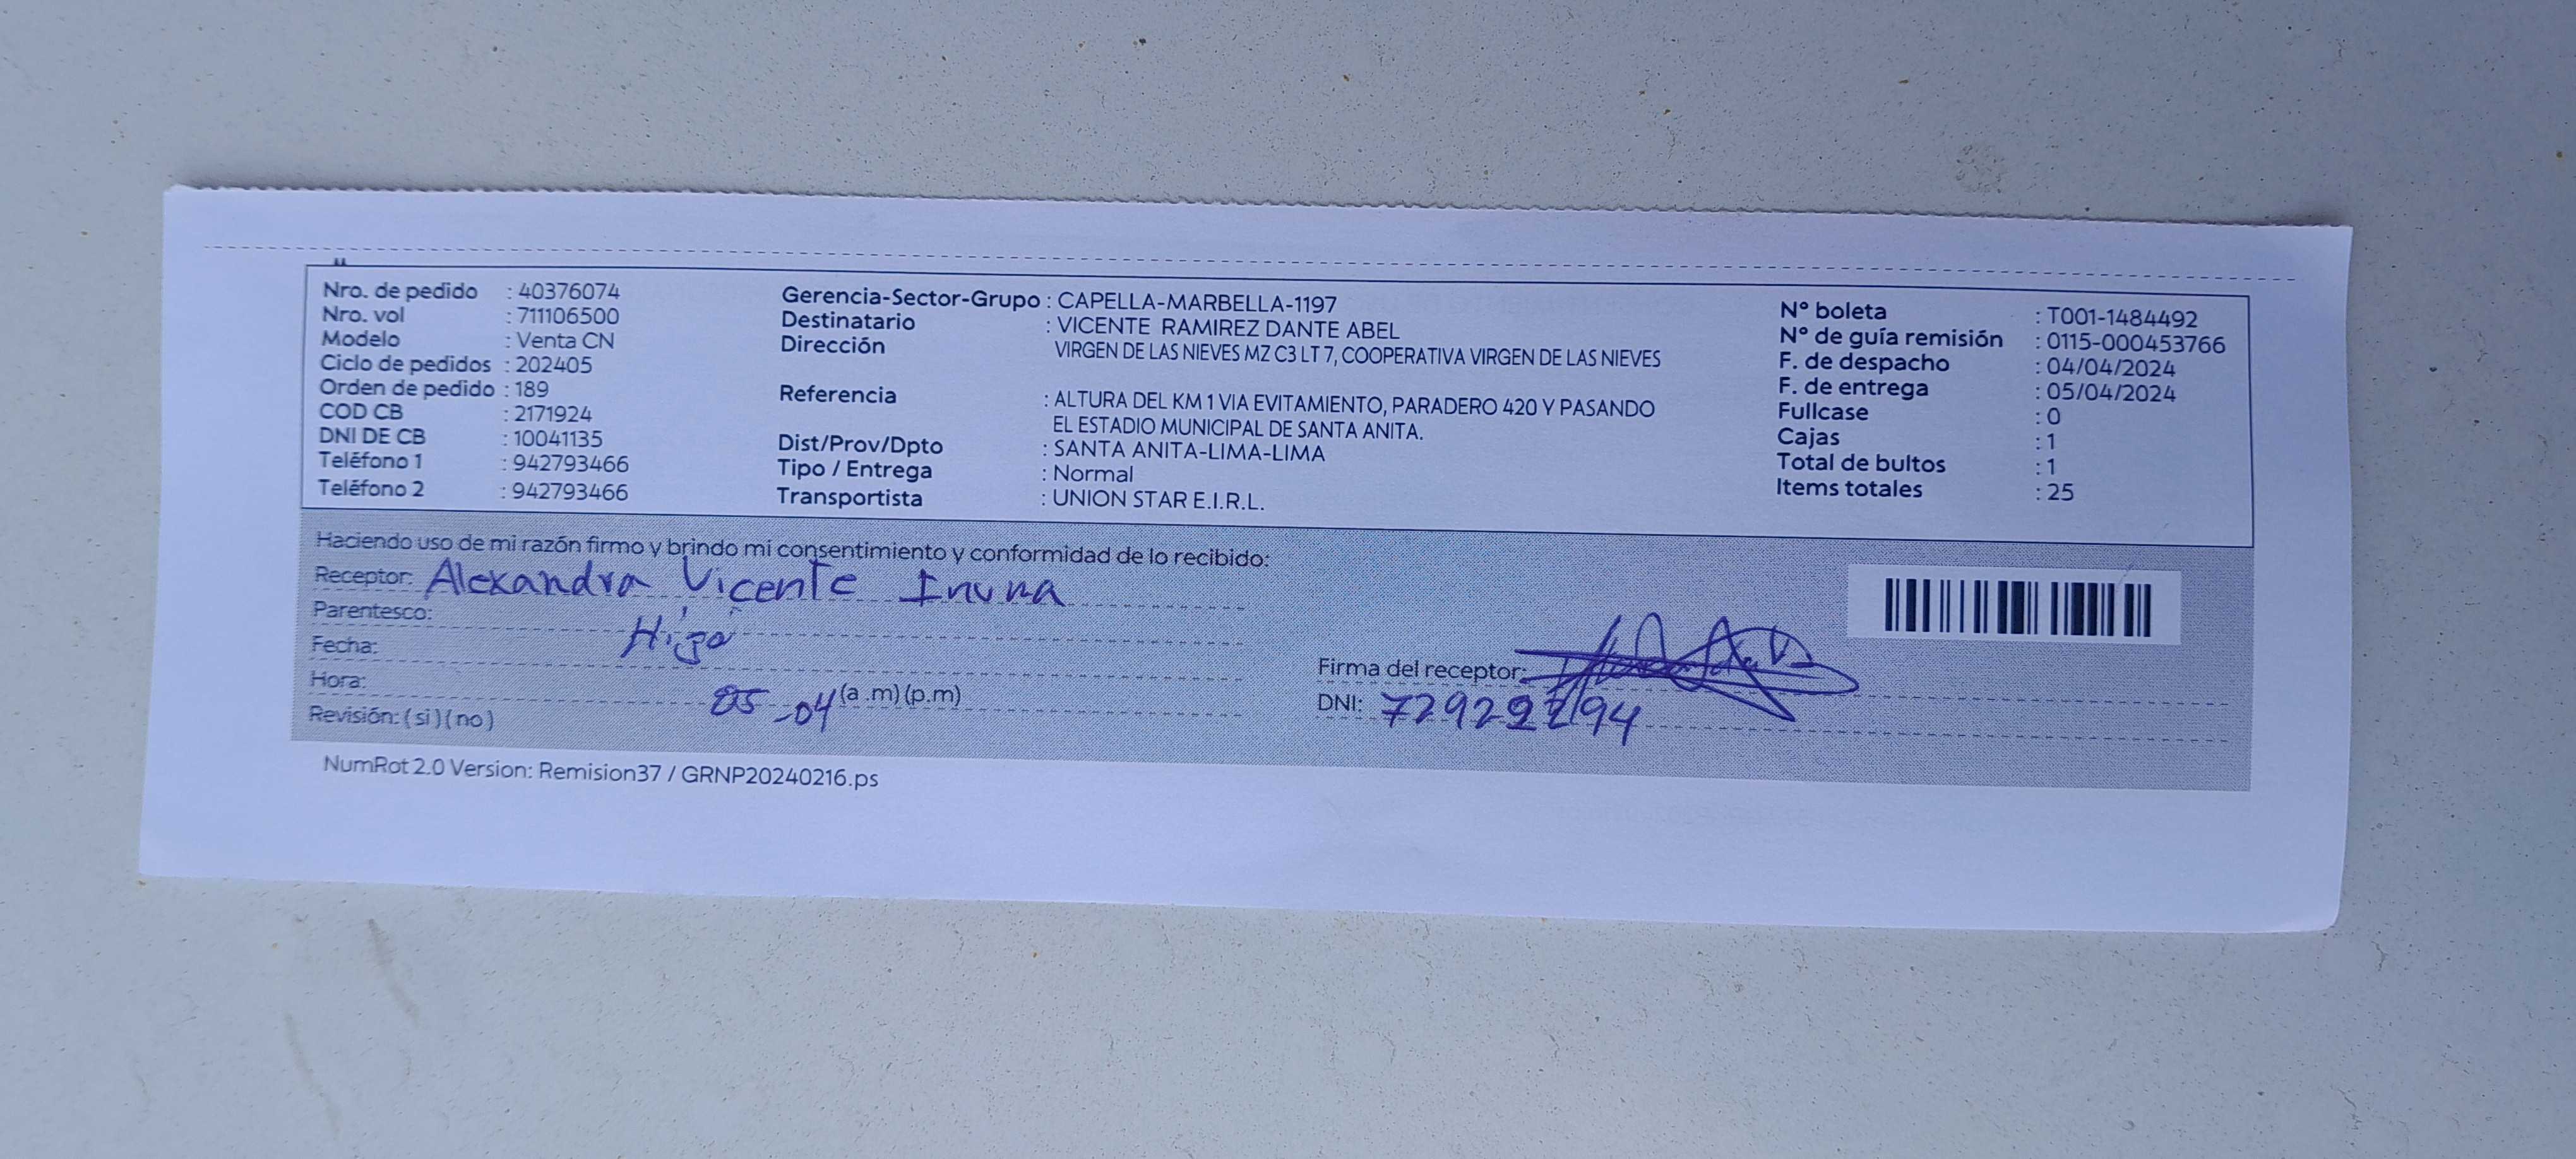 Nro. de pedido : 40376074
Nro. vol : 711106500
Modelo : Venta CN
Ciclo de pedidos : 202405
Orden de pedido : 189
COD CB : 2171924
DNI DE CB : 10041135
Teléfono 1 : 942793466
Teléfono 2 : 942793466
Gerencia-Sector-Grupo : CAPELLA-MARBELLA-1197
Destinatario : VICENTE RAMIREZ DANTE ABEL
Dirección VIRGEN DE LAS NIEVES MZ C3 LT 7, COOPERATIVA VIRGEN DE LAS NIEVES
Referencia : ALTURA DEL KM 1 VIA EVITAMIENTO, PARADERO 420 Y PASANDO
EL ESTADIO MUNICIPAL DE SANTA ANITA.
Dist/Prov/Dpto : SANTA ANITA-LIMA-LIMA
Tipo / Entrega : Normal
Transportista : UNION STAR E.I.R.L.
N° boleta : T001-1484492
N° de guía remisión : 0115-000453766
F. de despacho : 04/04/2024
F. de entrega : 05/04/2024
Fullcase : 0
Cajas : 1
Total de bultos : 1
Items totales : 25
Haciendo uso de mi razón firmo y brindo mi consentimiento y conformidad de lo recibido:
Receptor: Alexandra Vicente
Parentesco: Hija
Fecha:
Hora: 05-04 (a.m) (p.m)
Revisión: ( si ) ( no )
Firma del receptor:
DNI:
NumRot 2.0 Version: Remision37 / GRNP20240216.ps